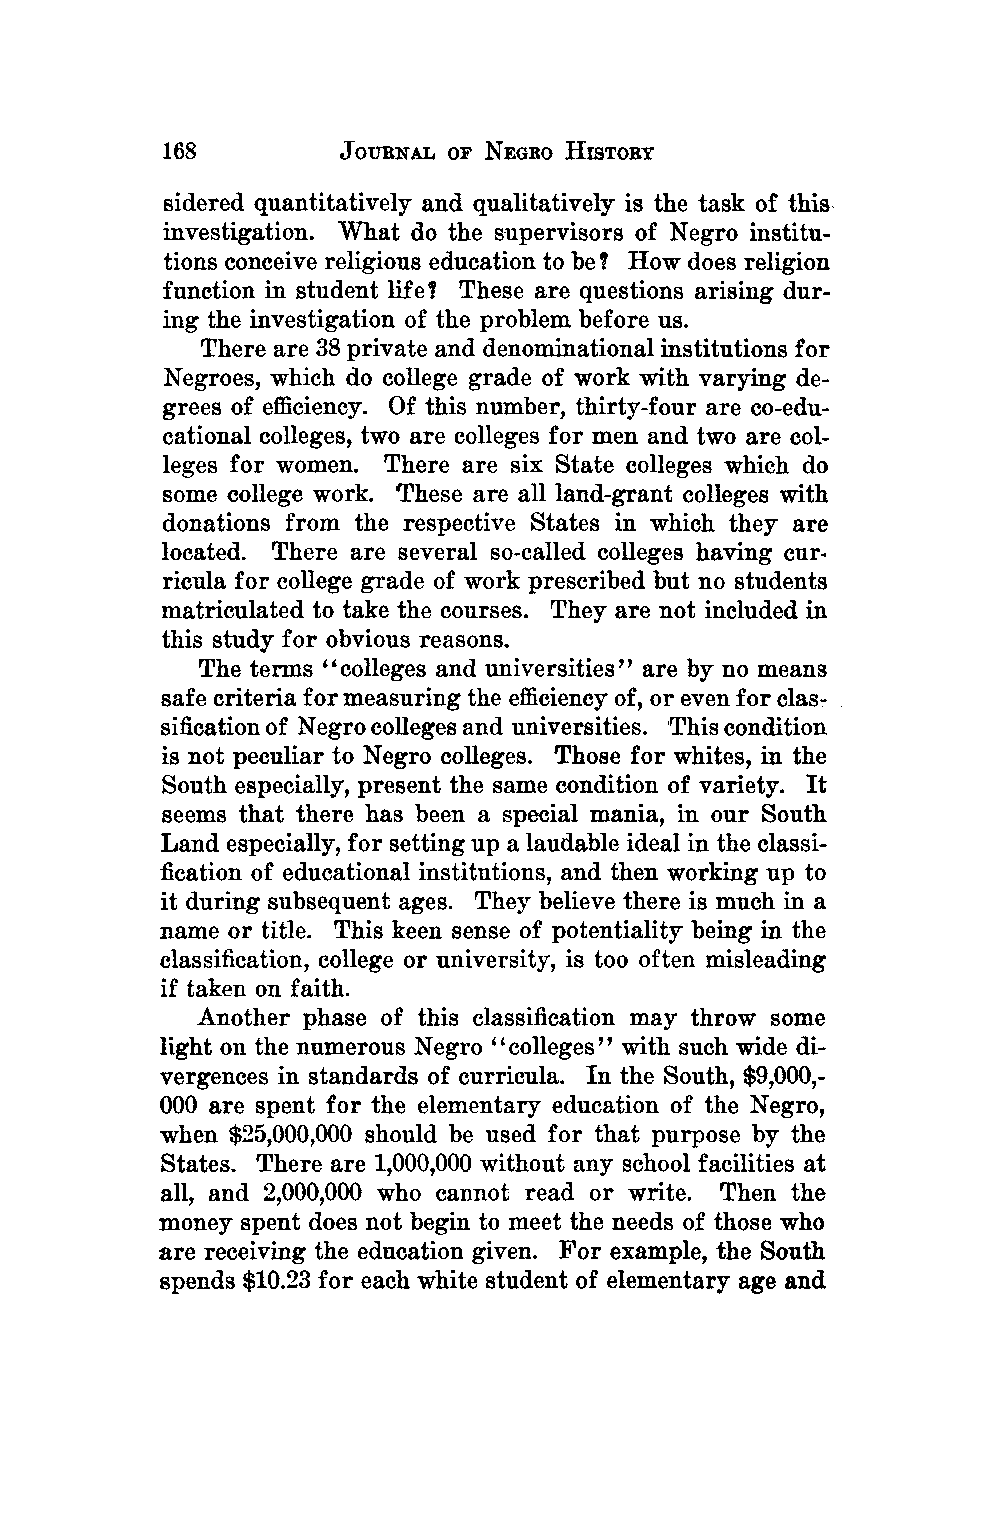 168 JOURNAL OF NEGRO HISTORY
sidered quantitatively and qualitatively is the task of this
investigation. What do the supervisors of Negro institu-
tions conceive religious education to be? How does religion
function in student life? These are questions arising dur-
ing the investigation of the problem before us.
There are 38 private and denominational institutions for
Negroes, which do college grade of work with varying de-
grees of efficiency. Of this number, thirty-four are co-edu-
cational colleges, two are colleges for men and two are col-
leges for women. There are six State colleges which do
some college work. These are all land-grant colleges with
donations from the respective States in which they are
located. There are several so-called colleges having cur-
ricula for college grade of work prescribed but no students
matriculated to take the courses. They are not included in
this study for obvious reasons.
The terms ‘‘colleges and universities’’ are by no means
safe criteria for measuring the efficiency of, or even for clas-
sification of Negro colleges and universities. This condition
is not peculiar to Negro colleges. Those for whites, in the
South especially, present the same condition of variety. It
seems that there has been a special mania, in our South
Land especially, for setting up a laudable ideal in the classi-
fication of educational institutions, and then working up to
it during subsequent ages. They believe there is much in a
name or title. This keen sense of potentiality being in the
classification, college or university, is too often misleading
if taken on faith.
Another phase of this classification may throw some
light on the numerous Negro ‘‘colleges’’ with such wide di-
vergences in standards of curricula. In the South, $9,000,-
000 are spent for the elementary education of the Negro,
when $25,000,000 should be used for that purpose by the
States. There are 1,000,000 without any school facilities at
all, and 2,000,000 who cannot read or write. Then the
money spent does not begin to meet the needs of those who
are receiving the education given. For example, the South
spends $10.23 for each white student of elementary age and